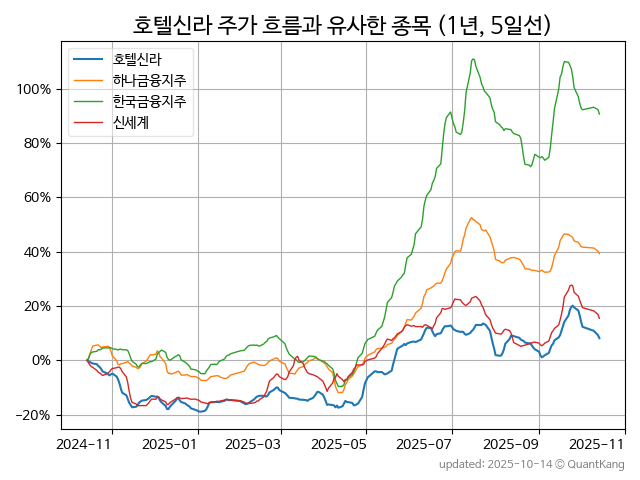 호텔신라 주가 흐름과 유사한 종목 (1년, 5일선)
호텔신라
하나금융지주
한국금융지주
신세계
100%
80%
60%
40%
20%
0%
−20%
2024-11
2025-01
2025-03
2025-05
2025-07
2025-09
2025-11
updated: 2025-10-14 © QuantKang